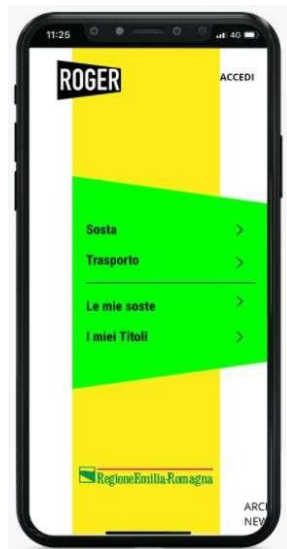 11:25
4G
ROGER
ACCEDI
Sosta
Trasporto
Le mie soste
I miei Titoli
RegioneEmilia-Romagna
ARC
NEW